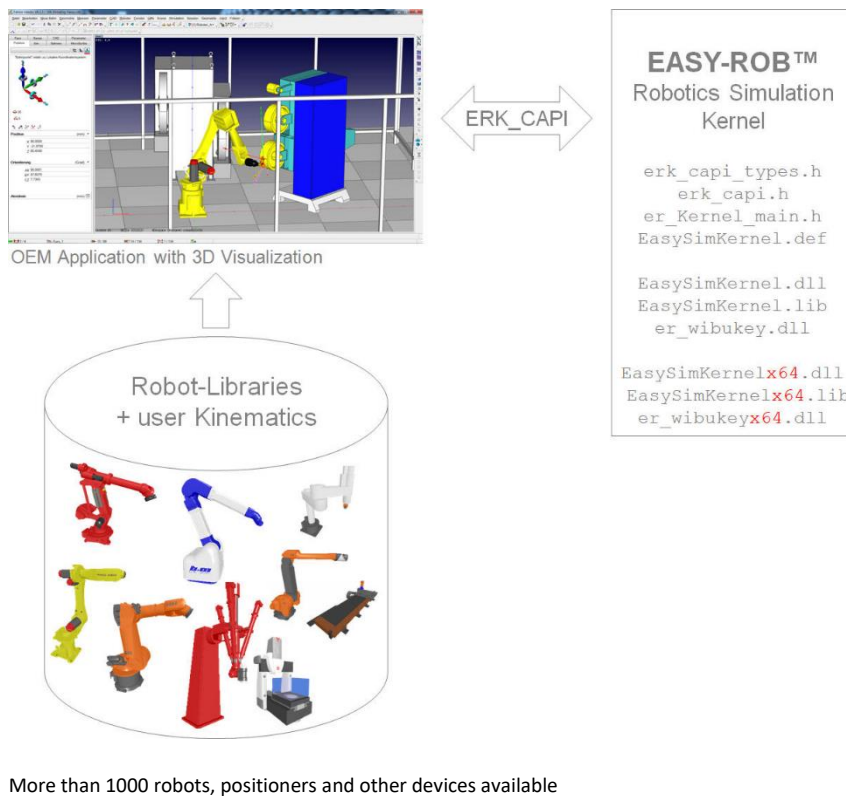 OEM Application with 3D Visualization
ERK_CAPI
EASY-ROB™
Robotics Simulation
Kernel
erk_capi_types.h
erk_capi.h
er_Kernel_main.h
EasySimKernel.def
EasySimKernel.dll
EasySimKernel.lib
er_wibukey.dll
EasySimKernelx64.dll
EasySimKernelx64.lib
er_wibukeyx64.dll
Robot-Libraries
+ user Kinematics
More than 1000 robots, positioners and other devices available